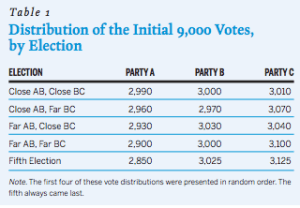 Table 1
Distribution of the Initial 9,000 Votes,
by Election
ELECTION PARTY A PARTY B PARTY C
Close AB, Close BC 2,990 3,000 3,010
Close AB, Far BC 2,960 2,970 3,070
Far AB, Close BC 2,930 3,030 3,040
Far AB, Far BC 2,900 3,000 3,100
Fifth Election 2,850 3,025 3,125
Note. The first four of these vote distributions were presented in random order. The
fifth always came last.